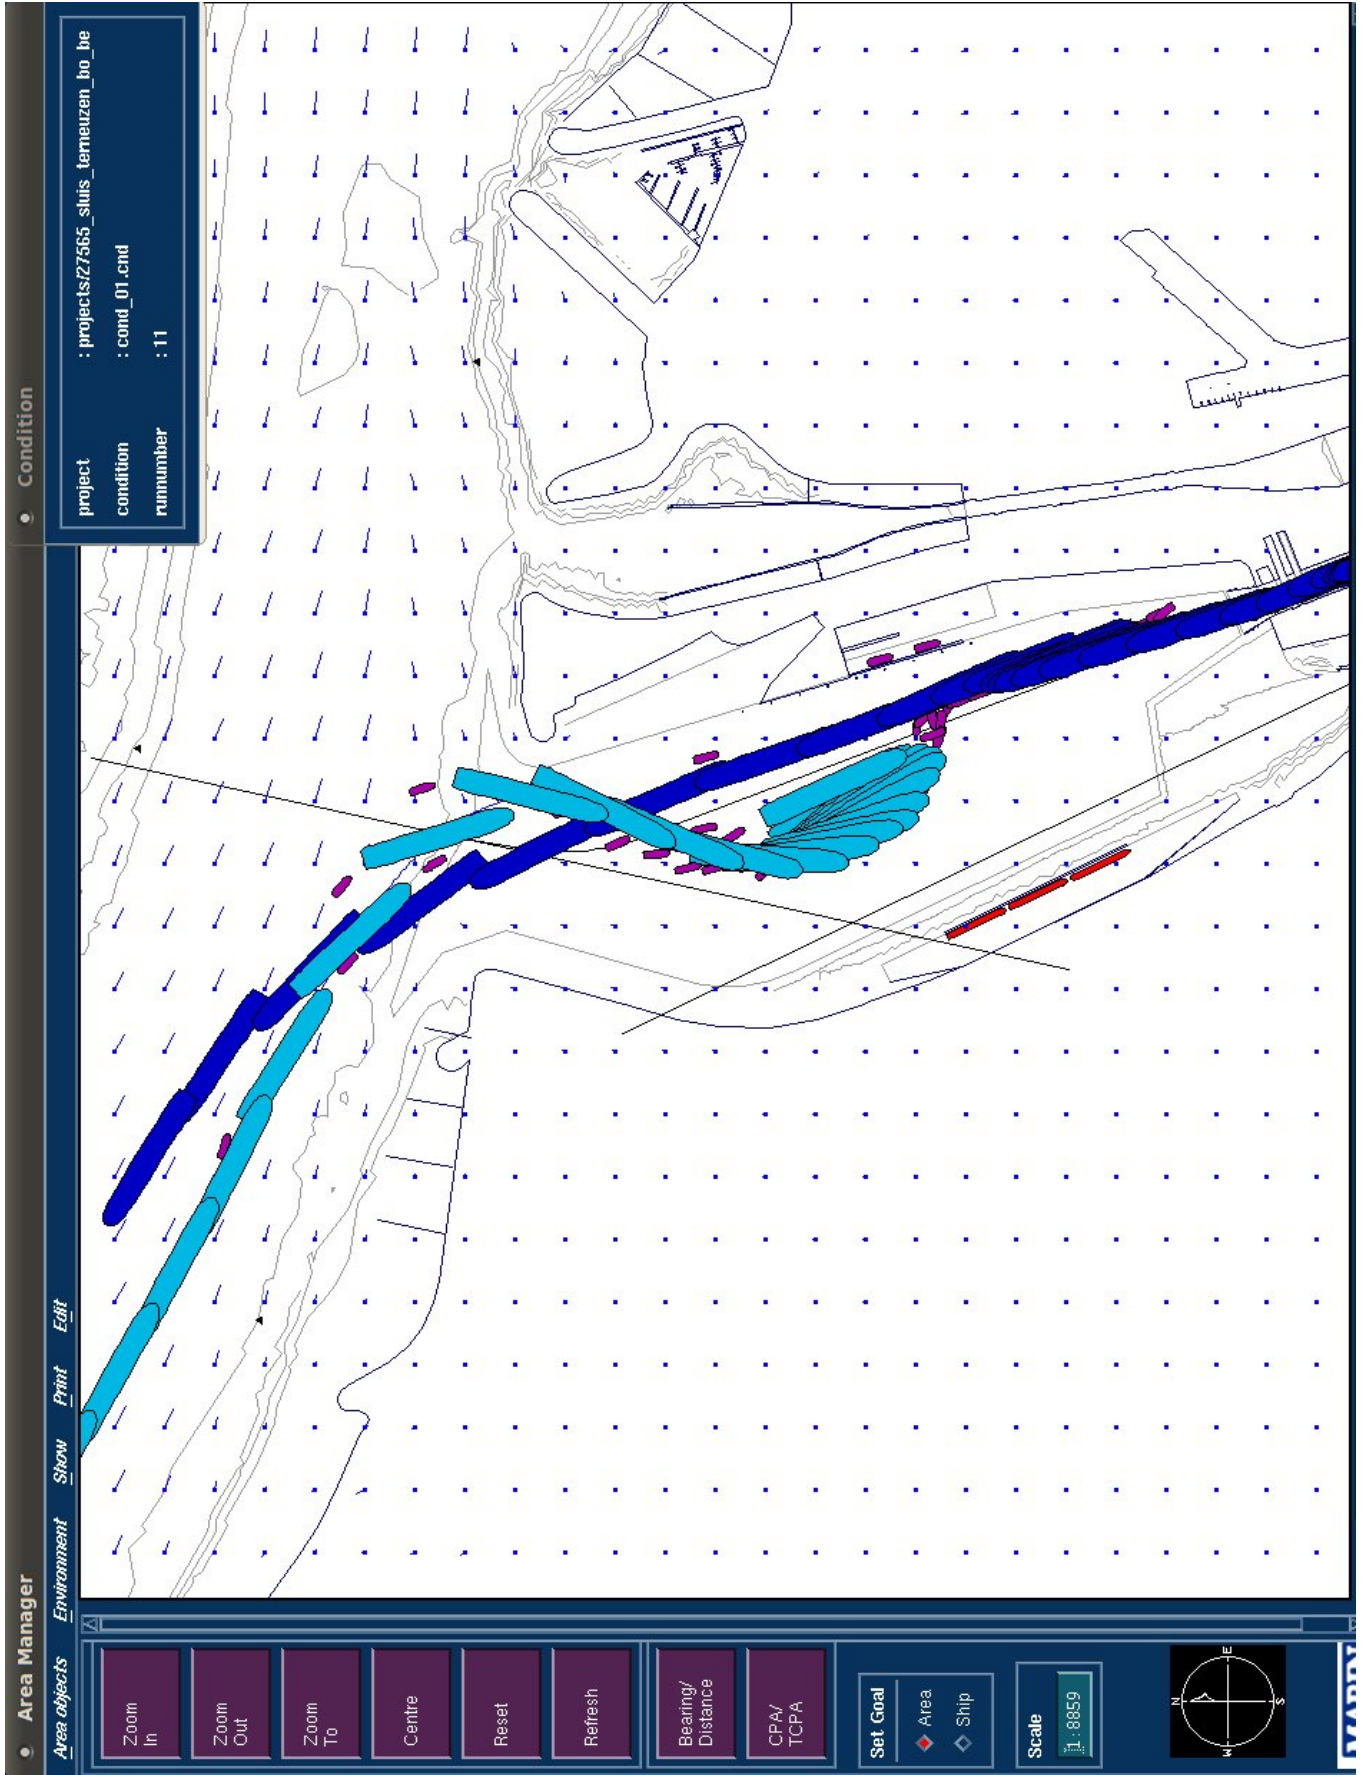 Area Manager
Condition
Area objects Environment Show Print Edit
project : projects/27565_sluis_terneuzen_bo_be
condition : cond_01.cnd
runnumber : 11
Zoom
In
Zoom
Out
Zoom
To
Centre
Reset
Refresh
Bearing/
Distance
CPA/
TCPA
Set Goal
Area
Ship
Scale
1:8859
N
W E
S